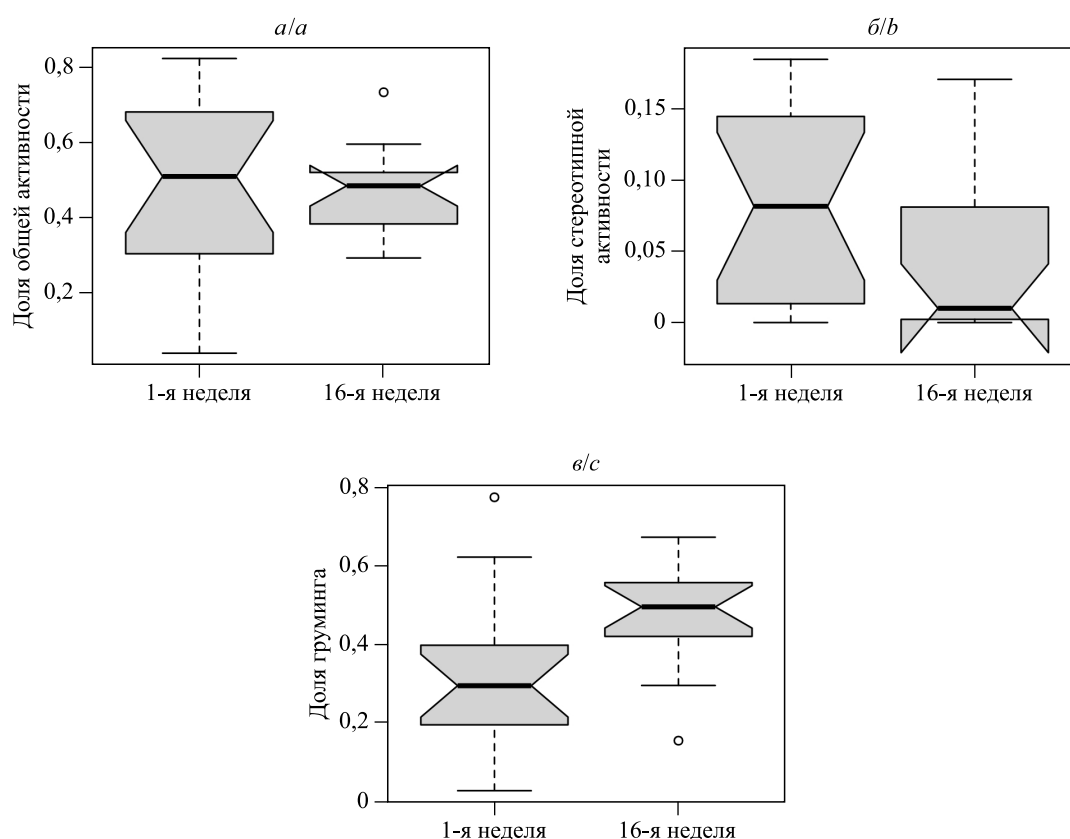 а/a
0,8
0,6
0,4
0,2
Доля общей активности
1-я неделя
16-я неделя
б/b
0,15
0,10
0,05
0
Доля стереотипной
активности
1-я неделя
16-я неделя
в/c
0,8
0,6
0,4
0,2
0
Доля груминга
1-я неделя
16-я неделя